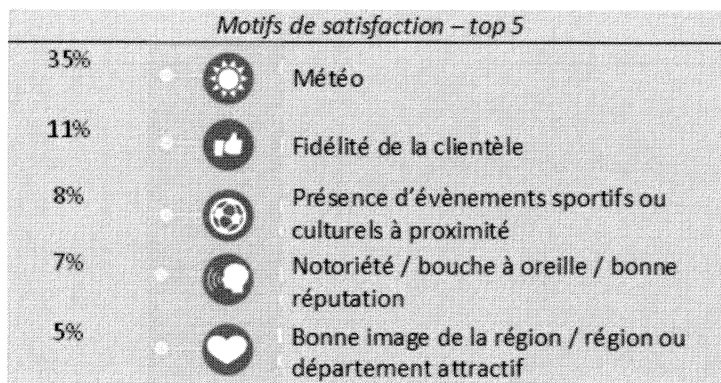 Motifs de satisfaction – top 5
35%
Météo
11%
Fidélité de la clientèle
8%
Présence d'évènements sportifs ou
culturels à proximité
7%
Notoriété / bouche à oreille / bonne
réputation
5%
Bonne image de la région / région ou
département attractif